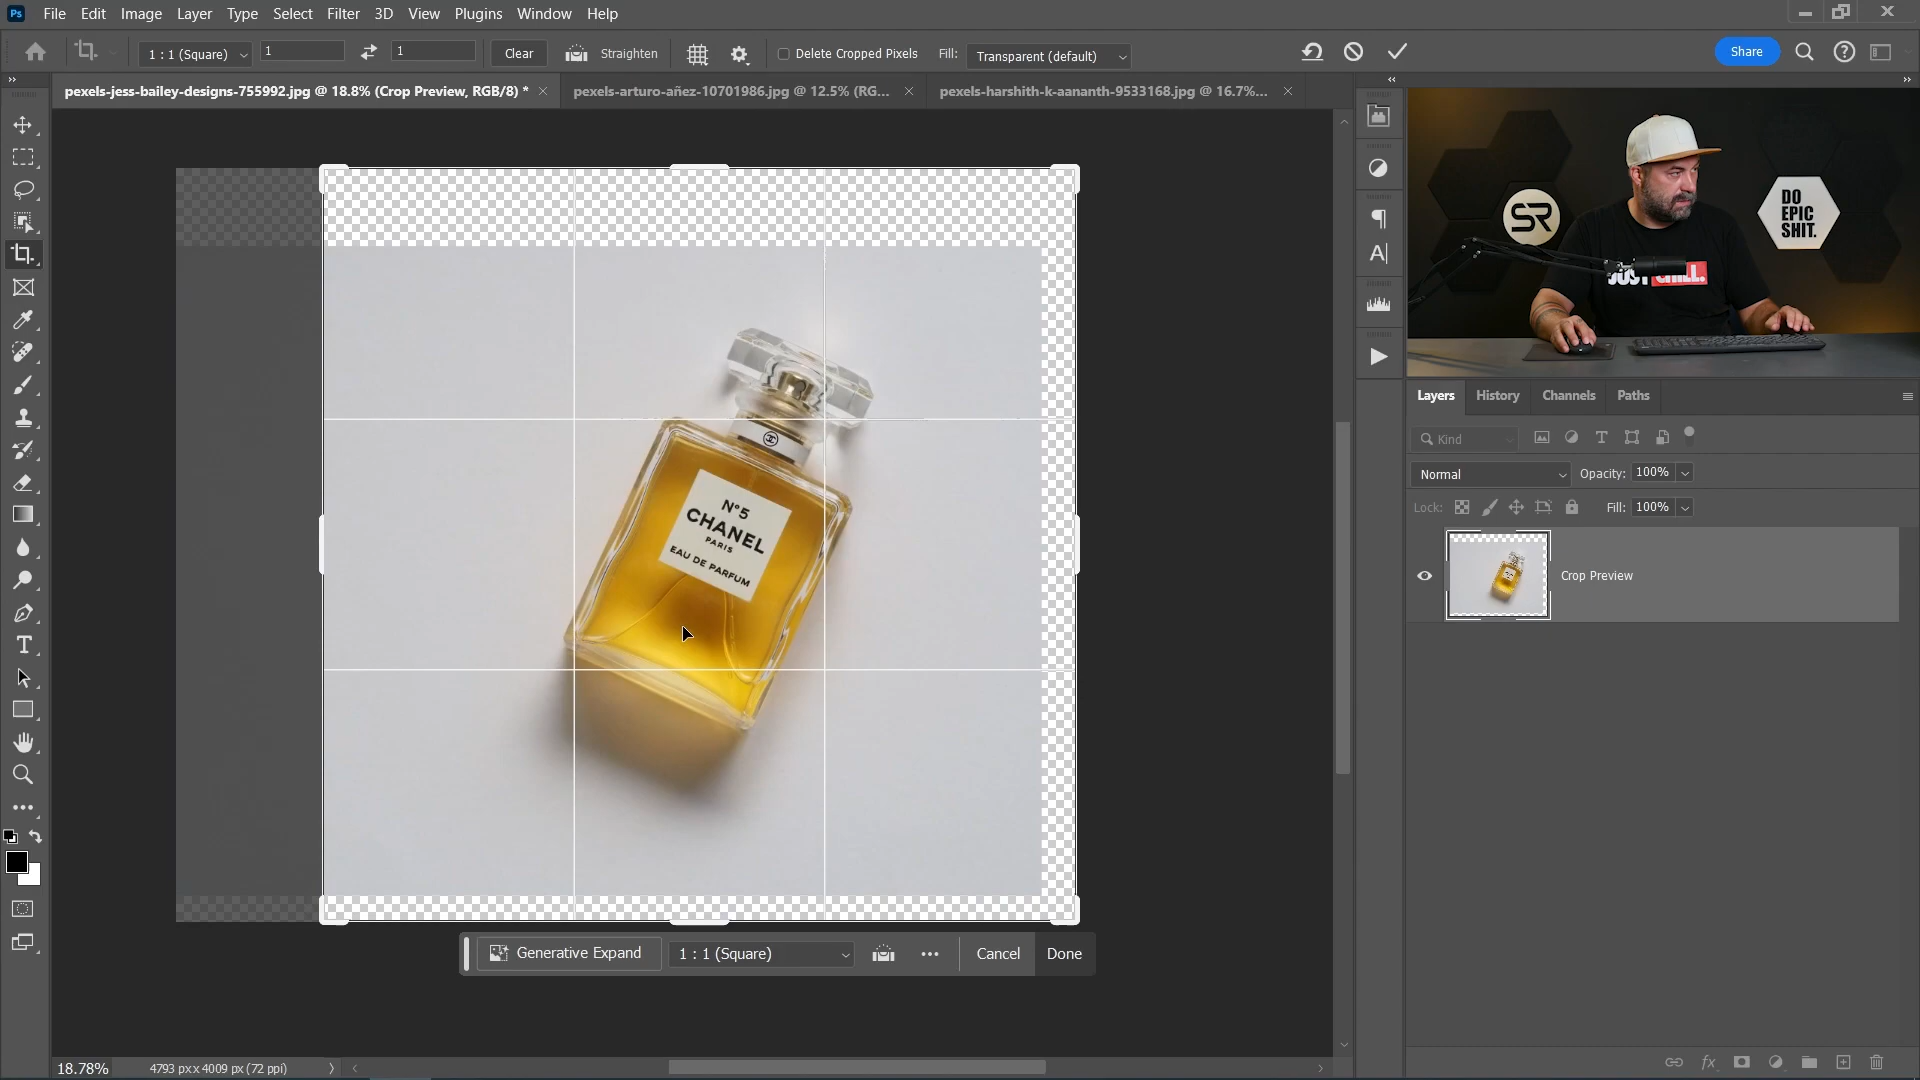 Ps File Edit Image Layer Type Select Filter 3D View Plugins Window Help
1 : 1 (Square) 1 1 Clear Straighten Delete Cropped Pixels Fill: Transparent (default) Share
pexels-jess-bailey-designs-755992.jpg @ 18.8% (Crop Preview, RGB/8) * pexels-arturo-añez-10701986.jpg @ 12.5% (RG... pexels-harshith-k-aananth-9533168.jpg @ 16.7%...
SR
DO
EPIC
SHIT.
JUST CHILL.
N°5
CHANEL
PARIS
EAU DE PARFUM
Layers History Channels Paths
Kind
Normal Opacity: 100%
Lock: Fill: 100%
Crop Preview
Generative Expand 1 : 1 (Square) Cancel Done
18.78% 4793 px x 4009 px (72 ppi)